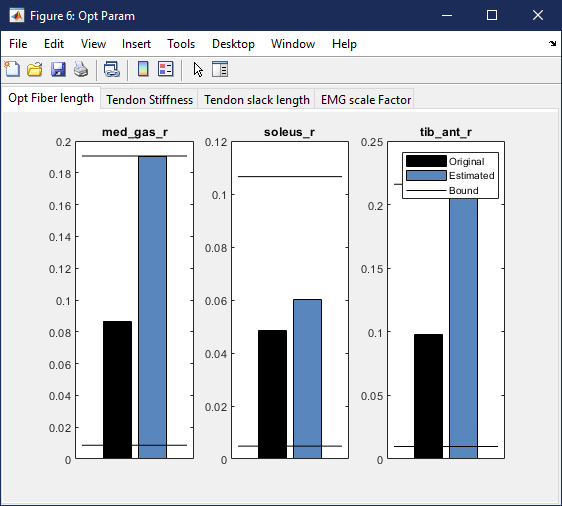 Figure 6: Opt Param
File Edit View Insert Tools Desktop Window Help
Opt Fiber length Tendon Stiffness Tendon slack length EMG scale Factor
med_gas_r
0.2
0.18
0.16
0.14
0.12
0.1
0.08
0.06
0.04
0.02
0
soleus_r
0.12
0.1
0.08
0.06
0.04
0.02
0
tib_ant_r
0.25
0.2
0.15
0.1
0.05
0
Original
Estimated
Bound